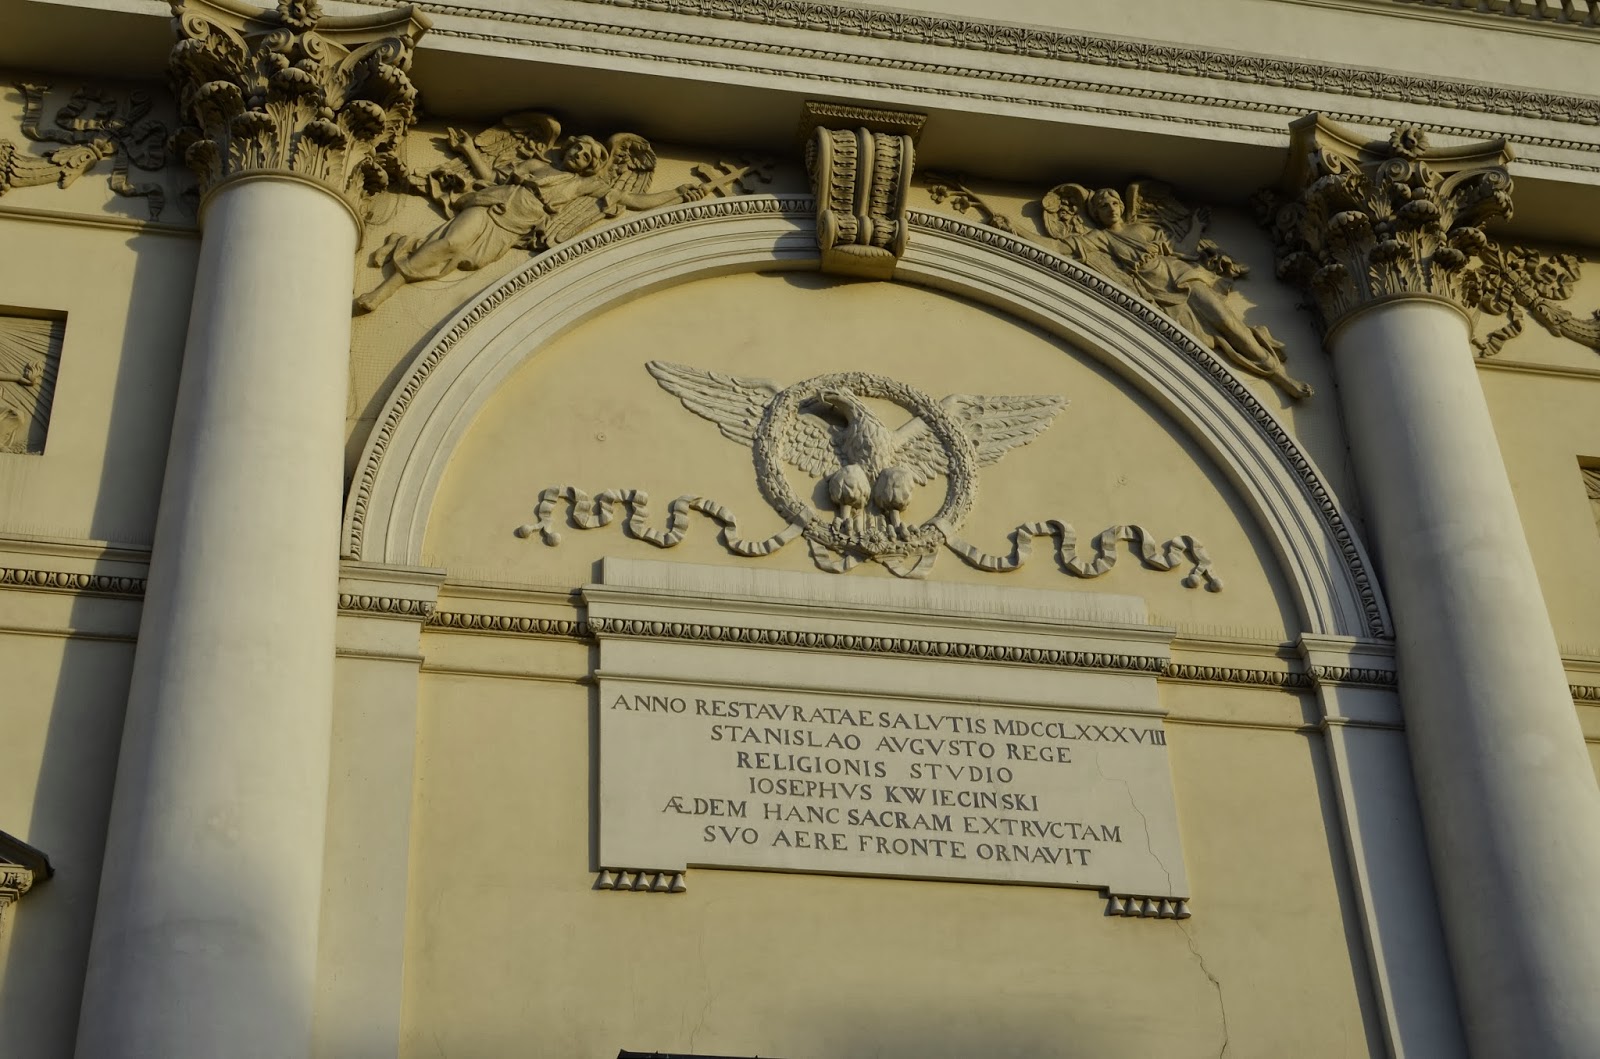 ANNO RESTAVRATAE SALVTIS MDCCLXXXVIII
STANISLAO AVGVSTO REGE
RELIGIONIS STVDIO
IOSEPHVS KWIECINSKI
ÆDEM HANC SACRAM EXTRVCTAM
SVO AERE FRONTE ORNAVIT